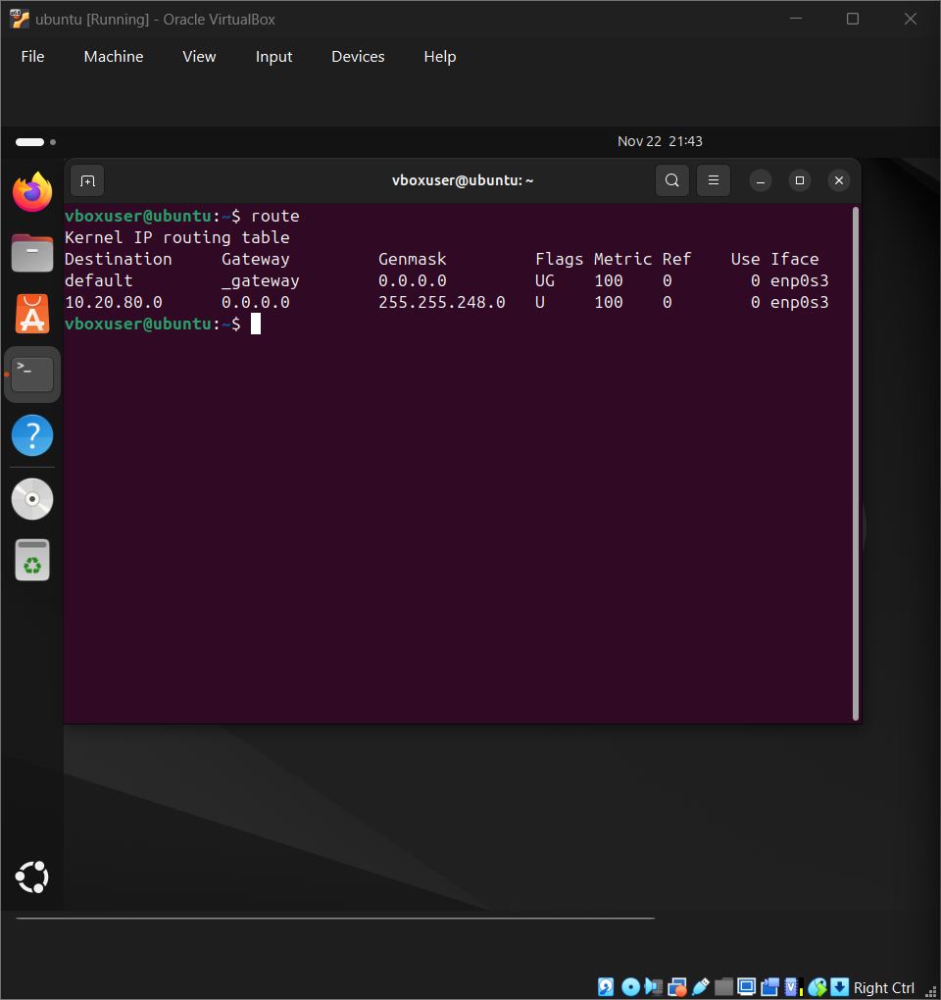 ubuntu [Running] - Oracle VirtualBox
File Machine View Input Devices Help
Nov 22 21:43
vboxuser@ubuntu: ~
vboxuser@ubuntu:~$ route
Kernel IP routing table
Destination Gateway Genmask Flags Metric Ref Use Iface
default _gateway 0.0.0.0 UG 100 0 0 enp0s3
10.20.80.0 0.0.0.0 255.255.248.0 U 100 0 0 enp0s3
vboxuser@ubuntu:~$
Right Ctrl